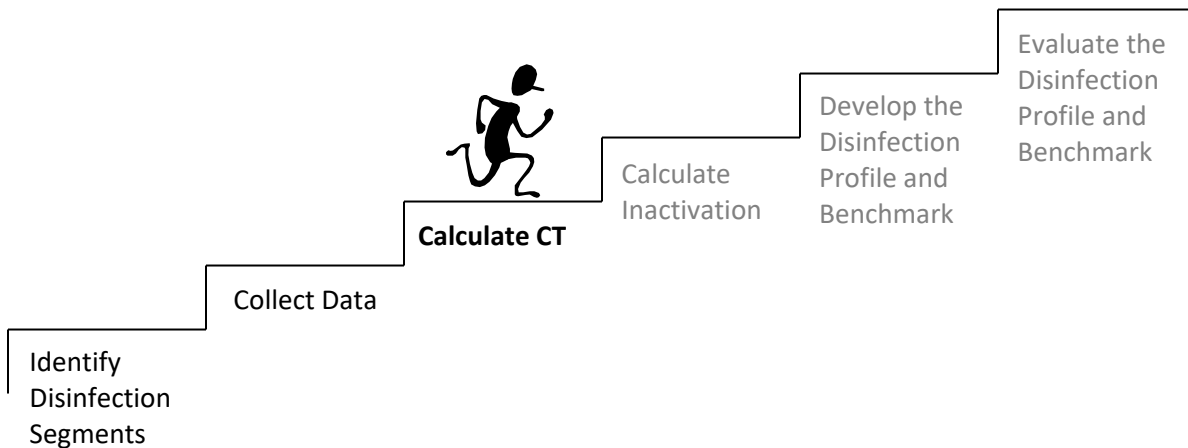 Identify
Disinfection
Segments
Collect Data
Calculate CT
Calculate
Inactivation
Develop the
Disinfection
Profile and
Benchmark
Evaluate the
Disinfection
Profile and
Benchmark